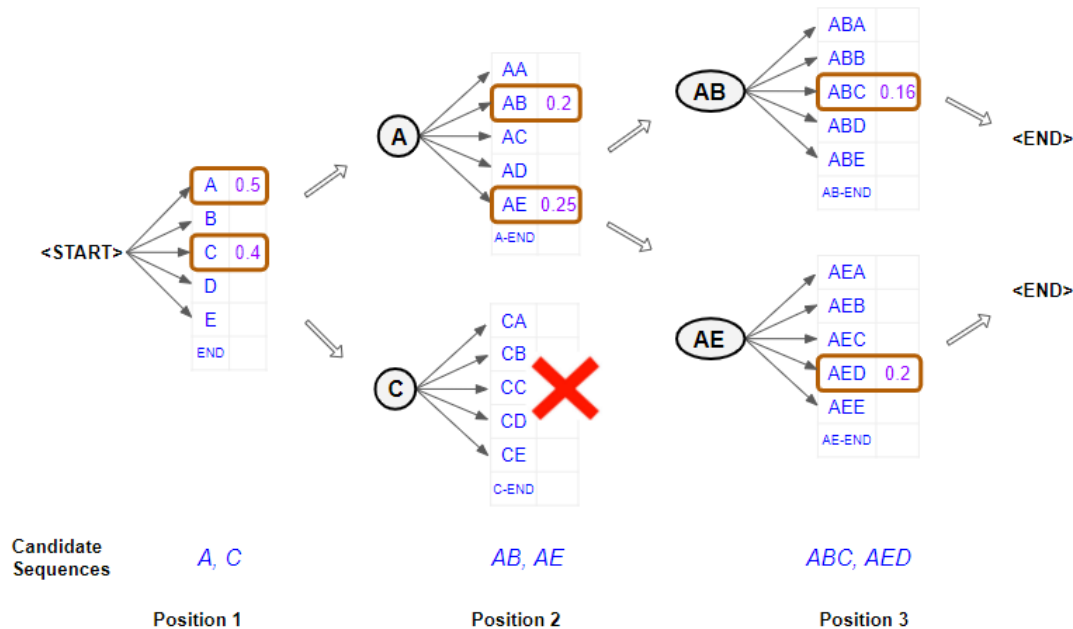 <START>
A 0.5
B
C 0.4
D
E
END
A
AA
AB 0.2
AC
AD
AE 0.25
A-END
C
CA
CB
CC
CD
CE
C-END
AB
ABA
ABB
ABC 0.16
ABD
ABE
AB-END
<END>
AE
AEA
AEB
AEC
AED 0.2
AEE
AE-END
<END>
Candidate
Sequences
A, C
AB, AE
ABC, AED
Position 1
Position 2
Position 3